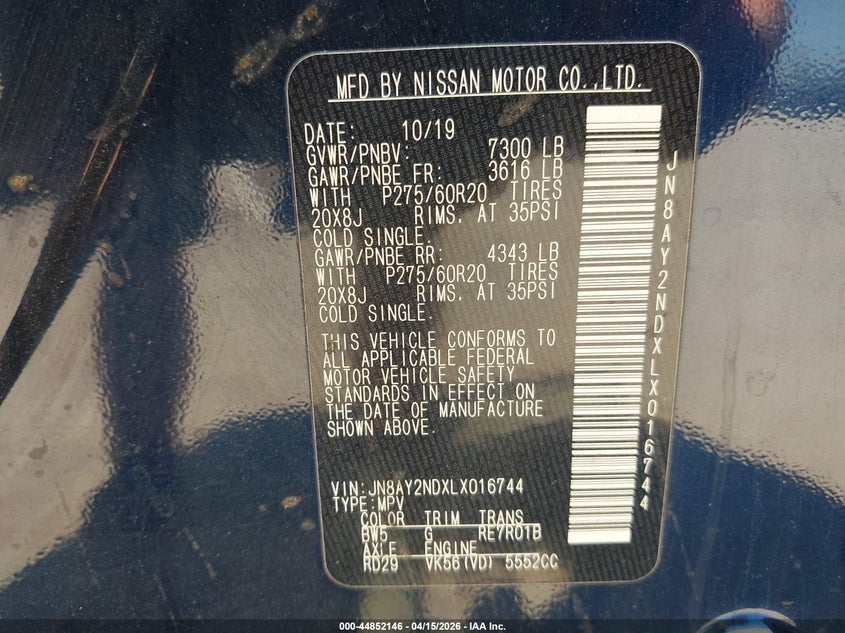 MFD BY NISSAN MOTOR CO.,LTD.
DATE: 10/19
GVWR/PNBV: 7300 LB
GAWR/PNBE FR: 3616 LB
WITH P275/60R20 TIRES
20X8J RIMS. AT 35PSI
COLD SINGLE.
GAWR/PNBE RR: 4343 LB
WITH P275/60R20 TIRES
20X8J RIMS. AT 35PSI
COLD SINGLE.
THIS VEHICLE CONFORMS TO
ALL APPLICABLE FEDERAL
MOTOR VEHICLE SAFETY
STANDARDS IN EFFECT ON
THE DATE OF MANUFACTURE
SHOWN ABOVE.
VIN:JN8AY2NDXLX016744
TYPE:MPV
COLOR TRIM TRANS
BW5 G RE7R01B
AXLE ENGINE
RD29 VK56(VD) 5552CC
JN8AY2NDXLX016744
000-44852146 - 04/15/2026 - IAA Inc.